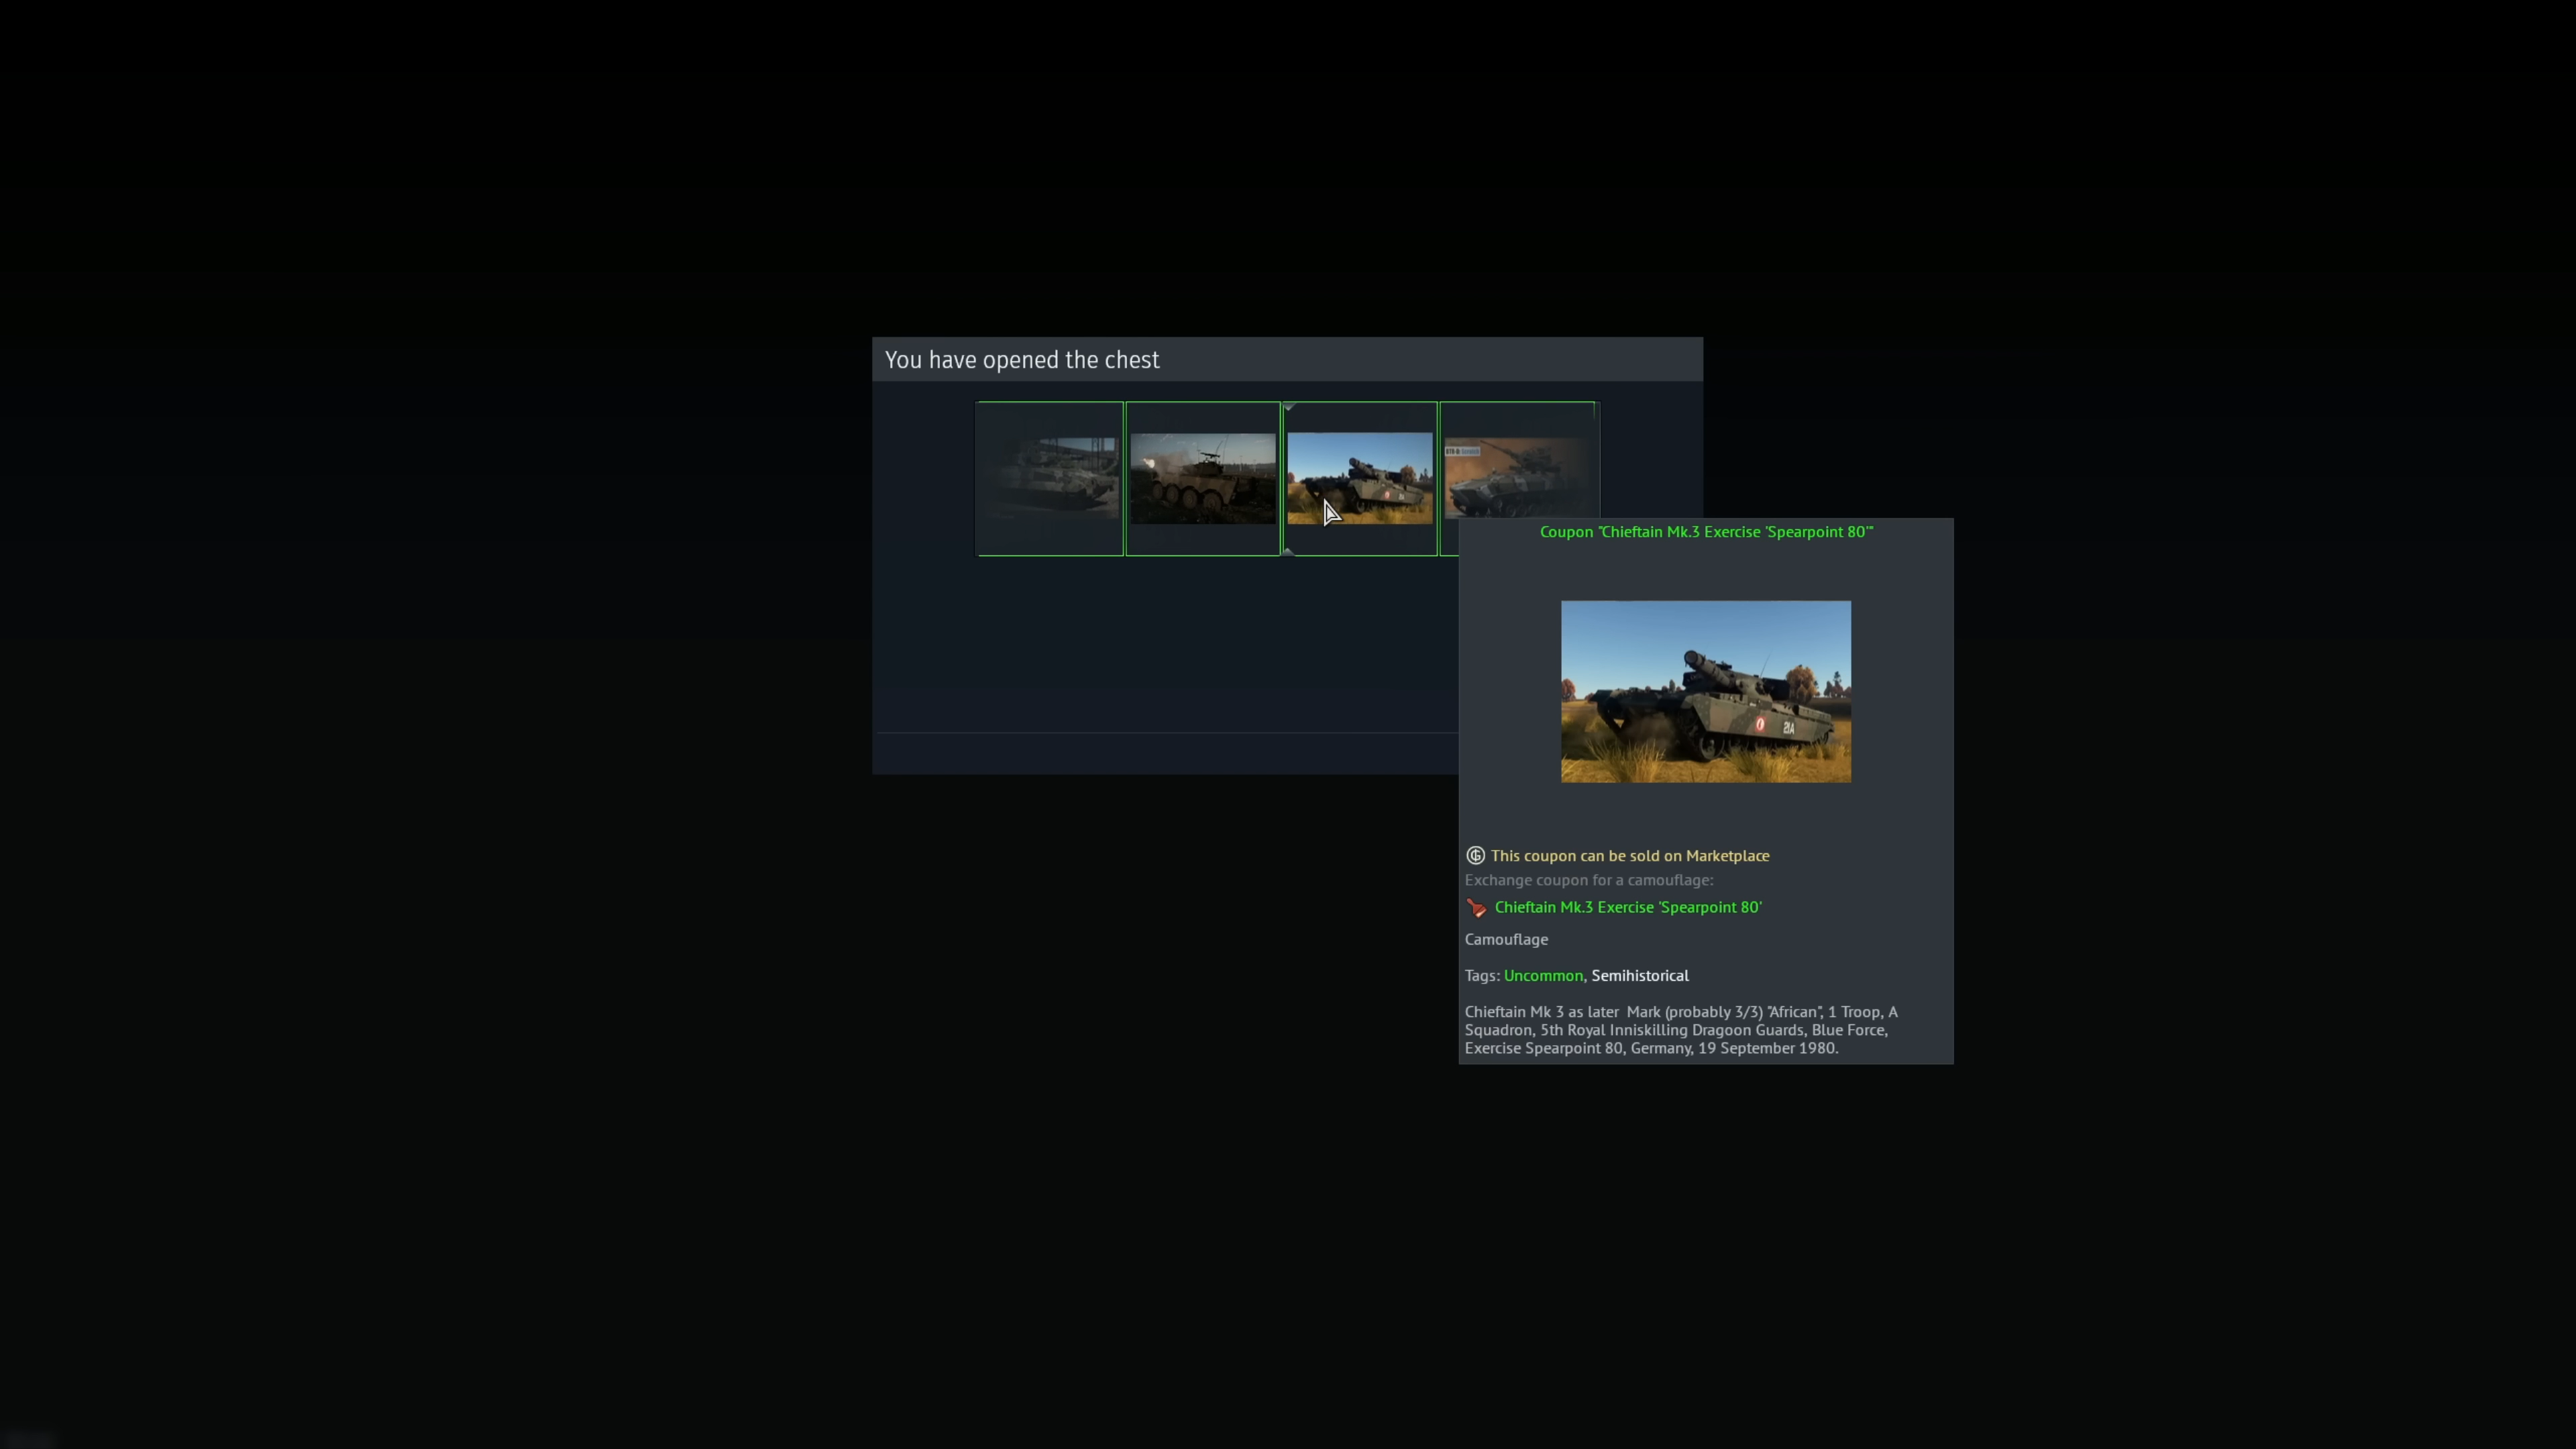 You have opened the chest
Coupon "Chieftain Mk.3 Exercise 'Spearpoint 80'"
21A
This coupon can be sold on Marketplace
Exchange coupon for a camouflage:
Chieftain Mk.3 Exercise 'Spearpoint 80'
Camouflage
Tags: Uncommon, Semihistorical
Chieftain Mk 3 as later  Mark (probably 3/3) "African", 1 Troop, A
Squadron, 5th Royal Inniskilling Dragoon Guards, Blue Force,
Exercise Spearpoint 80, Germany, 19 September 1980.